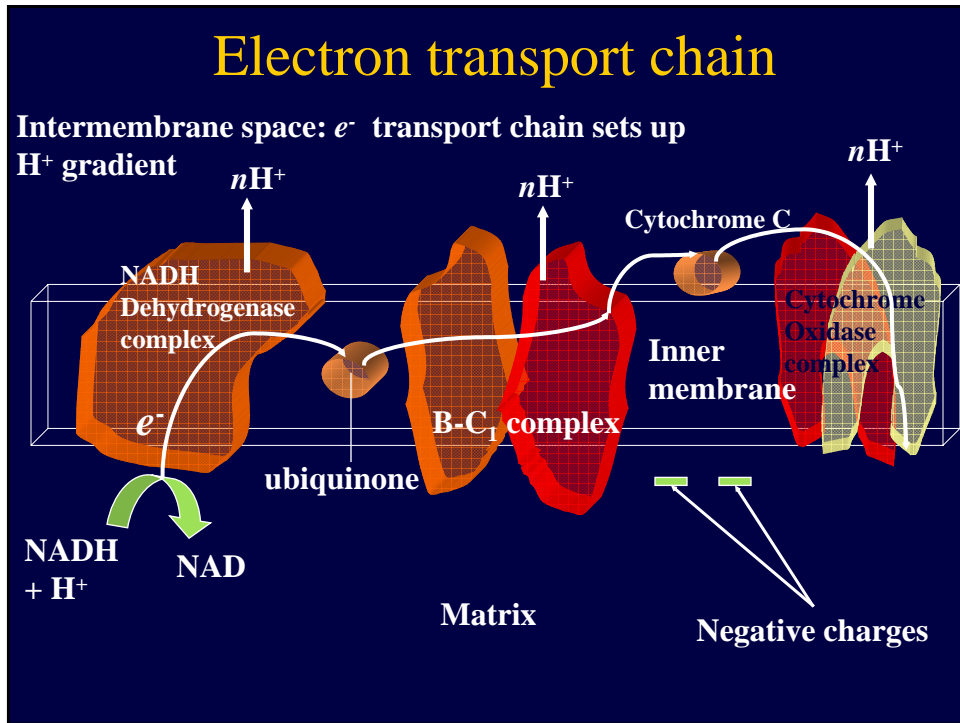 Electron transport chain
Intermembrane space: e- transport chain sets up
H+ gradient
nH+
nH+
nH+
Cytochrome C
NADH
Dehydrogenase
complex
Cytochrome
Oxidase
complex
Inner
membrane
e-
B-C1 complex
ubiquinone
NADH
+ H+
NAD
Matrix
Negative charges